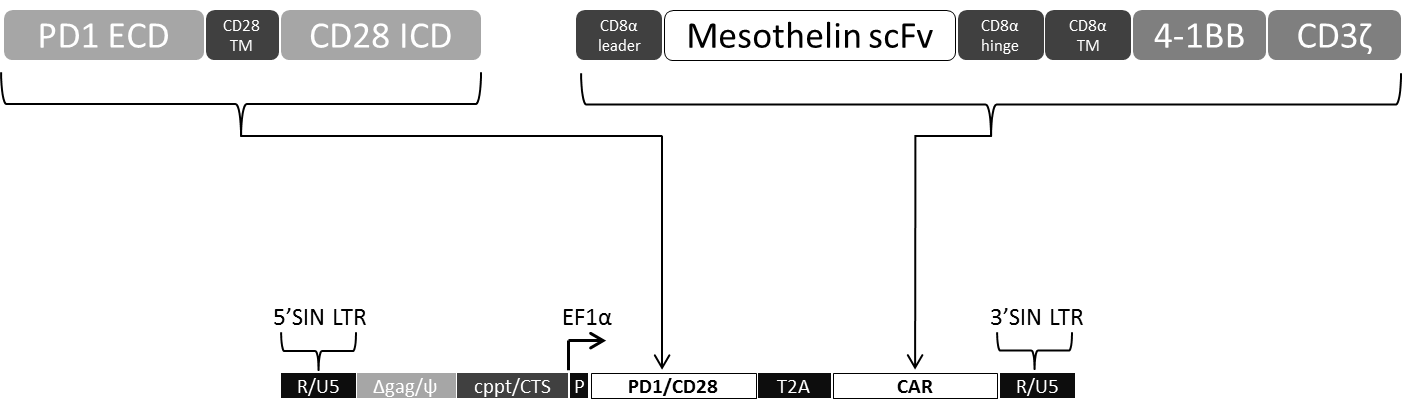 PD1 ECD
CD28
TM
CD28 ICD
CD8α
leader
Mesothelin scFv
CD8α
hinge
CD8α
TM
4-1BB
CD3ζ
5’SIN LTR
EF1α
3’SIN LTR
R/U5
Δgag/ψ
cppt/CTS
P
PD1/CD28
T2A
CAR
R/U5